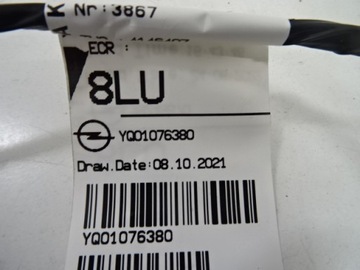 Nr:3867
ECR :
8LU
YQ01076380
Draw.Date:08.10.2021
YQ01076380